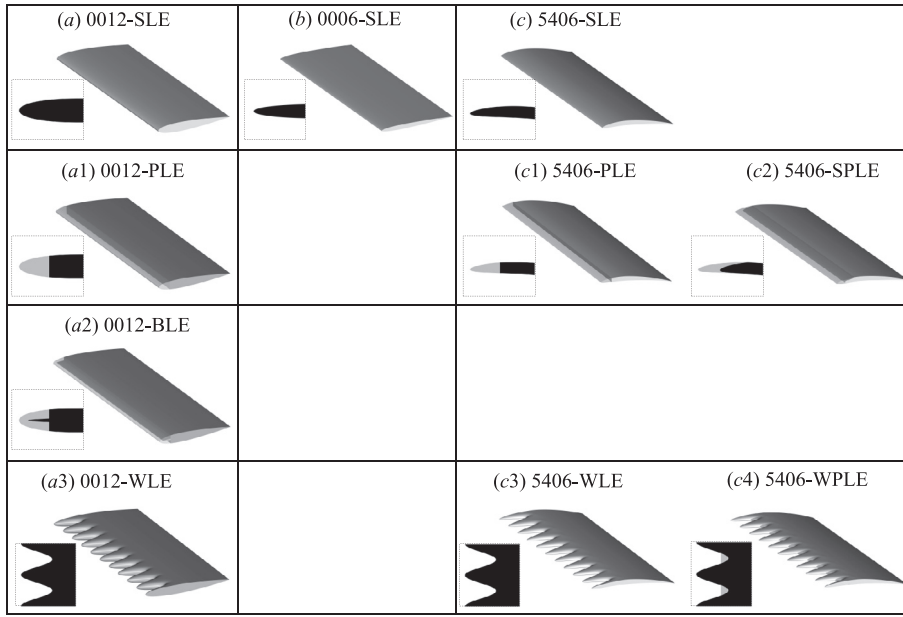 (a) 0012-SLE
(b) 0006-SLE
(c) 5406-SLE
(a1) 0012-PLE
(c1) 5406-PLE
(c2) 5406-SPLE
(a2) 0012-BLE
(a3) 0012-WLE
(c3) 5406-WLE
(c4) 5406-WPLE